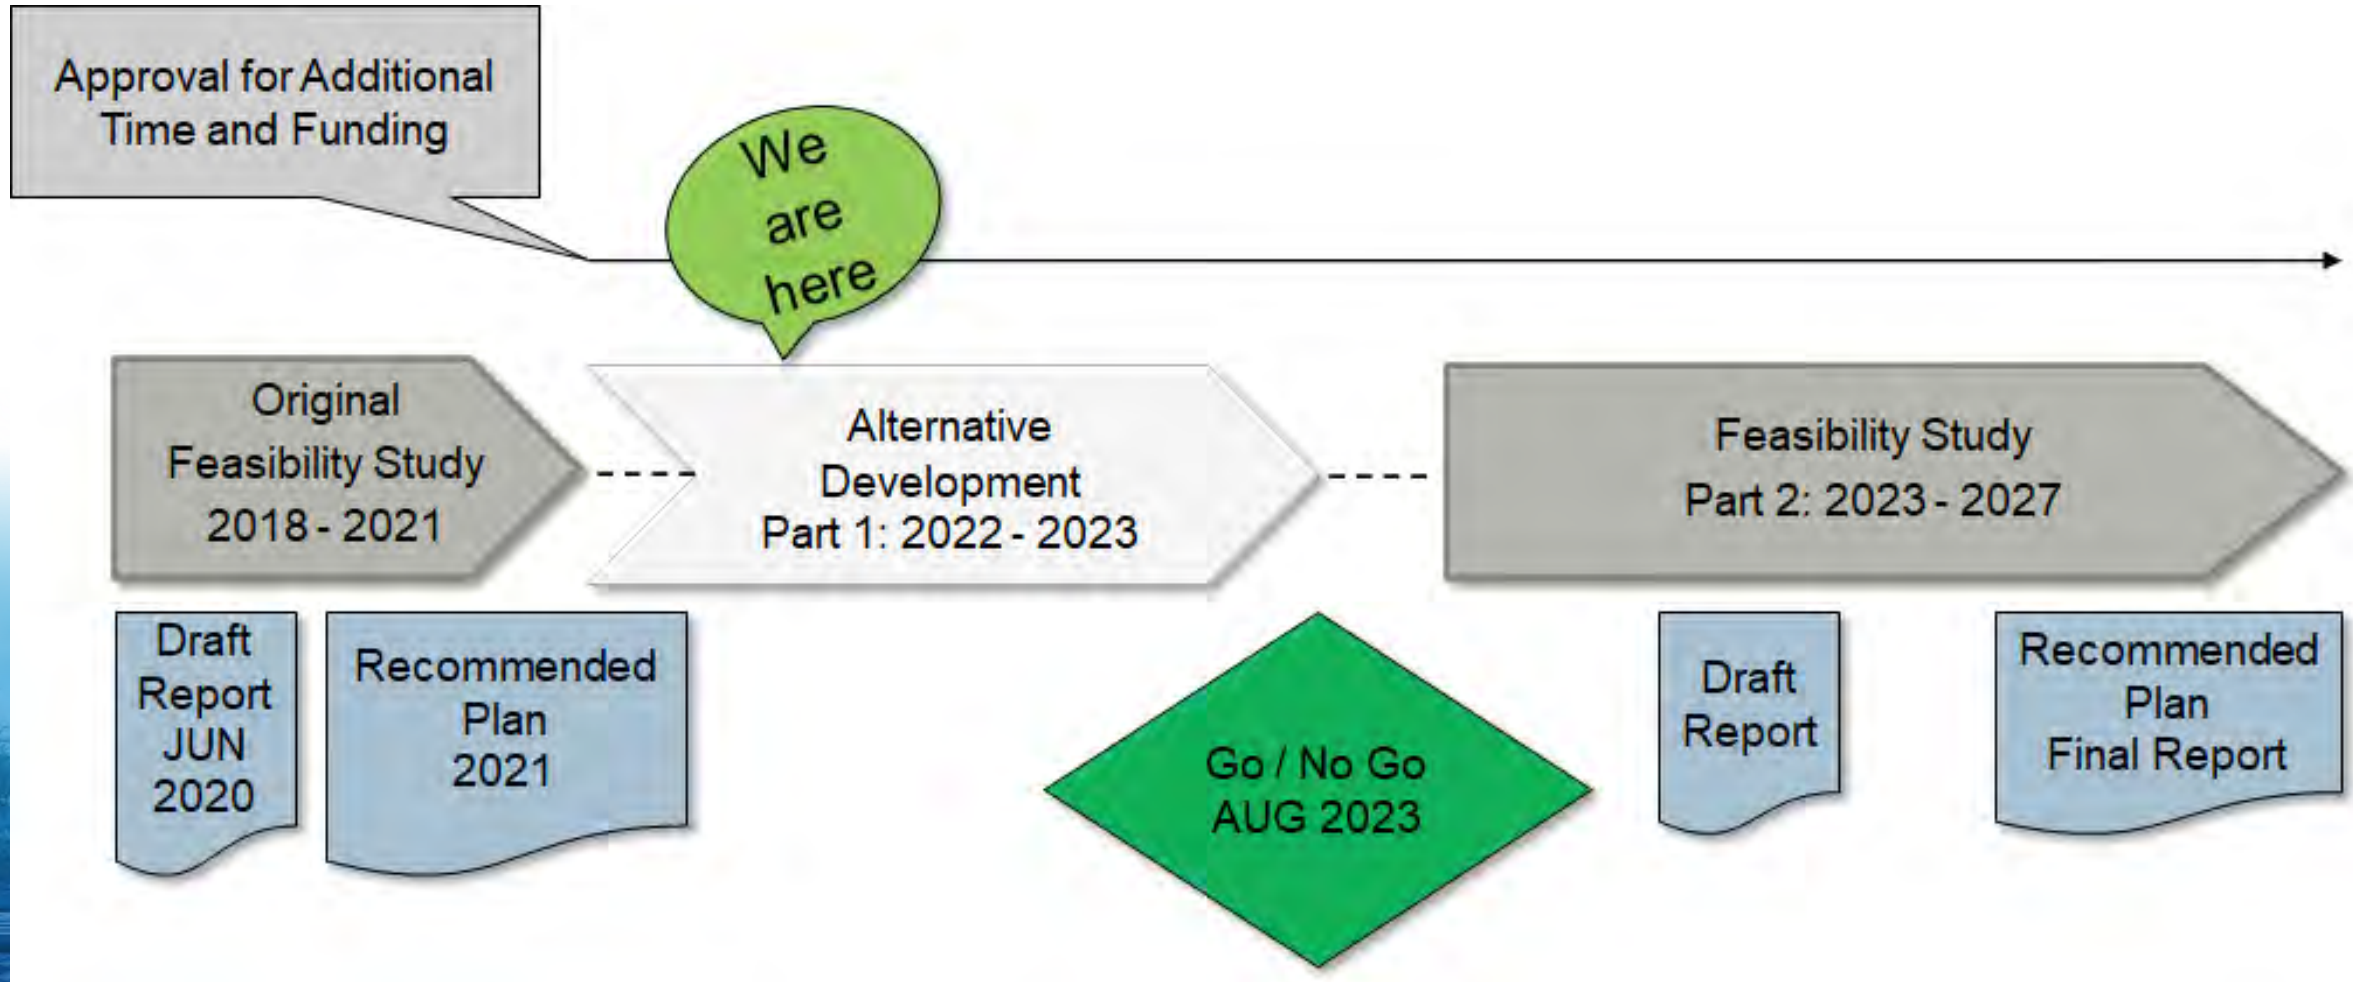 Approval for Additional
Time and Funding
We
are
here
Original
Feasibility Study
2018 - 2021
Alternative
Development
Part 1: 2022 - 2023
Feasibility Study
Part 2: 2023 - 2027
Draft
Report
JUN
2020
Recommended
Plan
2021
Go / No Go
AUG 2023
Draft
Report
Recommended
Plan
Final Report